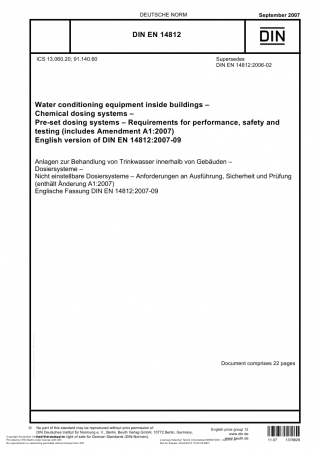 DEUTSCHE NORM
September 2007
DIN EN 14812
DIN
ICS 13.060.20; 91.140.60
Supersedes
DIN EN 14812:2006-02
Water conditioning equipment inside buildings –
Chemical dosing systems –
Pre-set dosing systems – Requirements for performance, safety and
testing (includes Amendment A1:2007)
English version of DIN EN 14812:2007-09
Anlagen zur Behandlung von Trinkwasser innerhalb von Gebäuden –
Dosiersysteme –
Nicht einstellbare Dosiersysteme – Anforderungen an Ausführung, Sicherheit und Prüfung
(enthält Änderung A1:2007)
Englische Fassung DIN EN 14812:2007-09
Document comprises 22 pages
No part of this standard may be reproduced without prior permission of
DIN Deutsches Institut für Normung e. V., Berlin. Beuth Verlag GmbH, 10772 Berlin, Germany,
right of sale for German Standards (DIN-Normen).
English price group 12
www.din.de
www.beuth.de